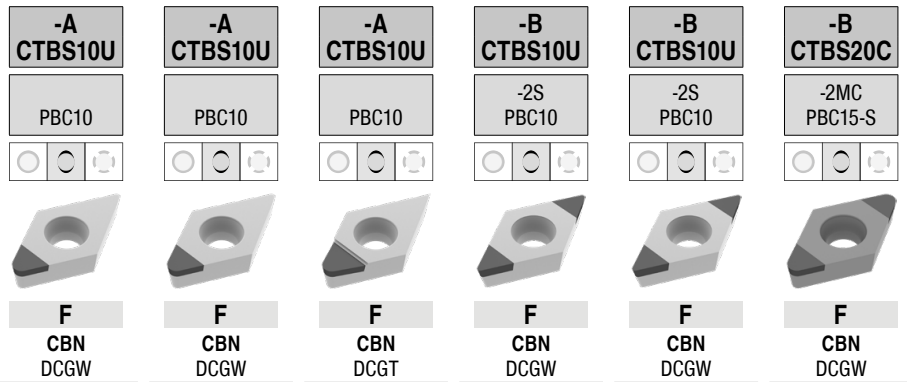 -A -A -A -B -B -B
CTBS10U CTBS10U CTBS10U CTBS10U CTBS10U CTBS20C
-2S -2S -2MC
PBC10 PBC10 PBC10 PBC10 PBC10 PBC15-S
F F F F F F
CBN CBN CBN CBN CBN CBN
DCGW DCGW DCGT DCGW DCGW DCGW